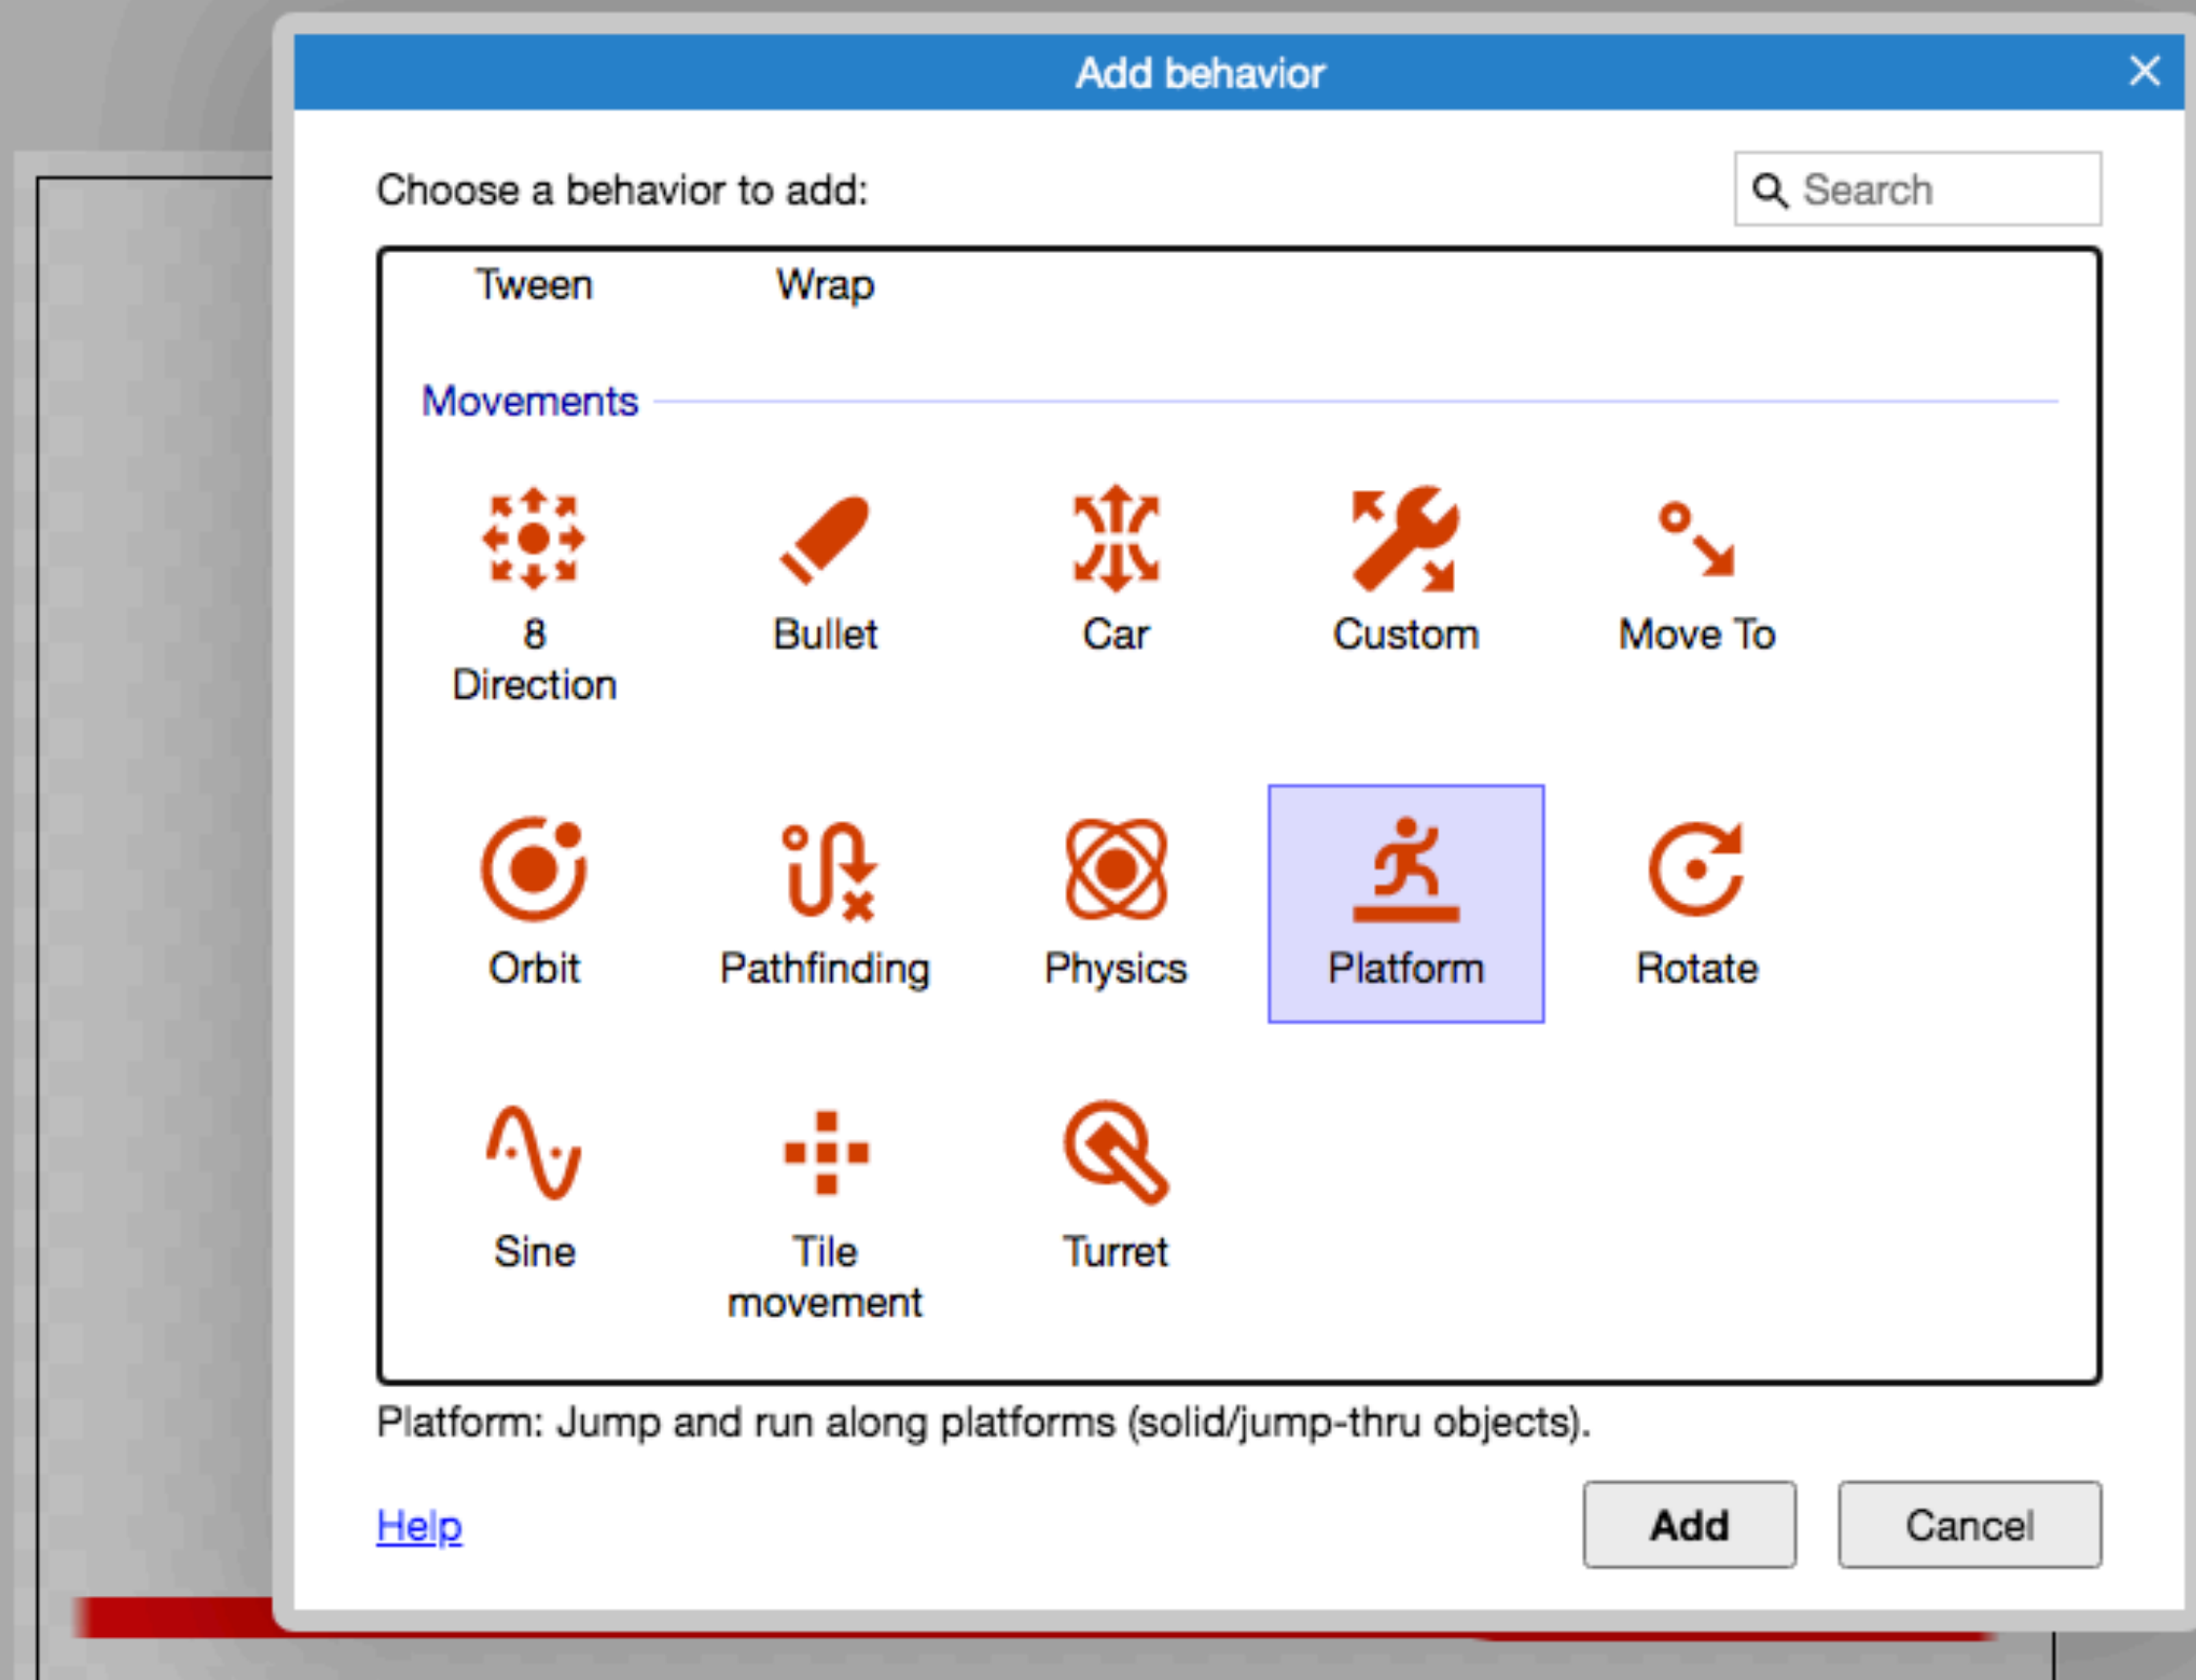 Add behavior
Choose a behavior to add:
Search
Tween
Wrap
Movements
8
Direction
Bullet
Car
Custom
Move To
Orbit
Pathfinding
Physics
Platform
Rotate
Sine
Tile
movement
Turret
Platform: Jump and run along platforms (solid/jump-thru objects).
Help
Add
Cancel